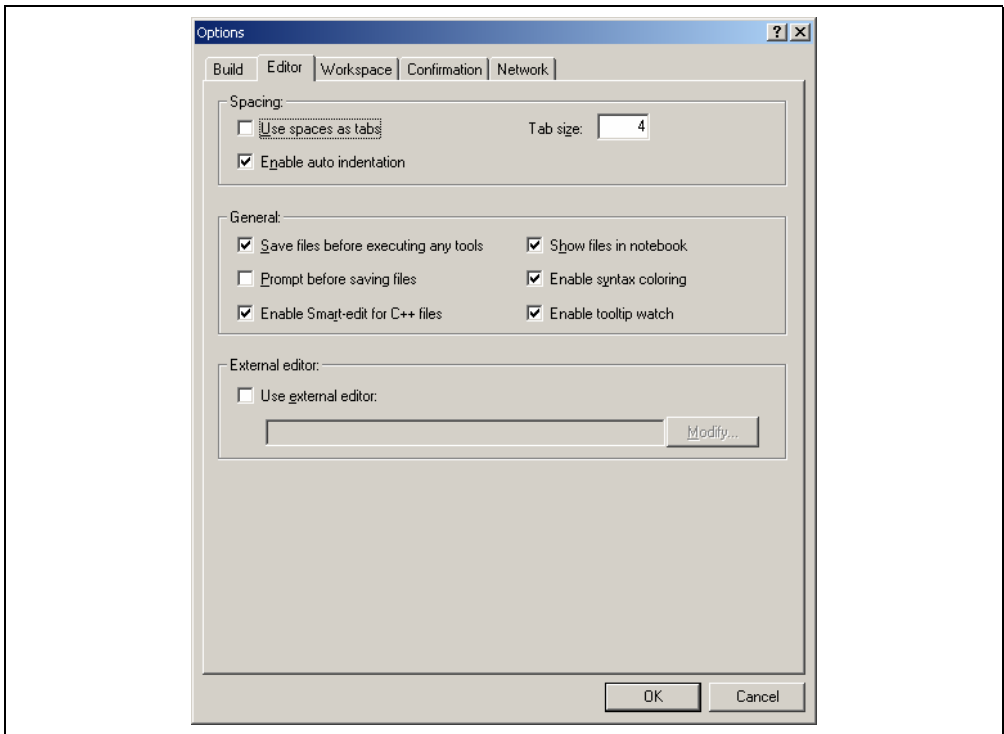 Options
Build Editor Workspace Confirmation Network
Spacing:
Use spaces as tabs Tab size: 4
Enable auto indentation
General:
Save files before executing any tools Show files in notebook
Prompt before saving files Enable syntax coloring
Enable Smart-edit for C++ files Enable tooltip watch
External editor:
Use external editor:
Modify...
OK Cancel